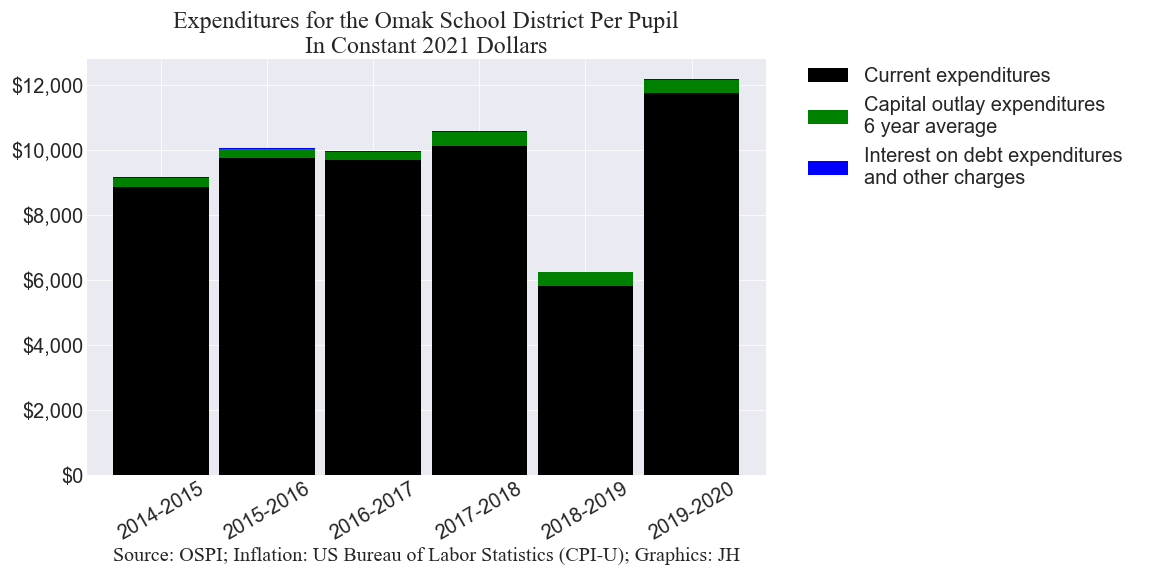 Expenditures for the Omak School District Per Pupil
In Constant 2021 Dollars
$12,000
$10,000
$8,000
$6,000
$4,000
$2,000
$0
2014-2015
2015-2016
2016-2017
2017-2018
2018-2019
2019-2020
Current expenditures
Capital outlay expenditures
6 year average
Interest on debt expenditures
and other charges
Source: OSPI; Inflation: US Bureau of Labor Statistics (CPI-U); Graphics: JH